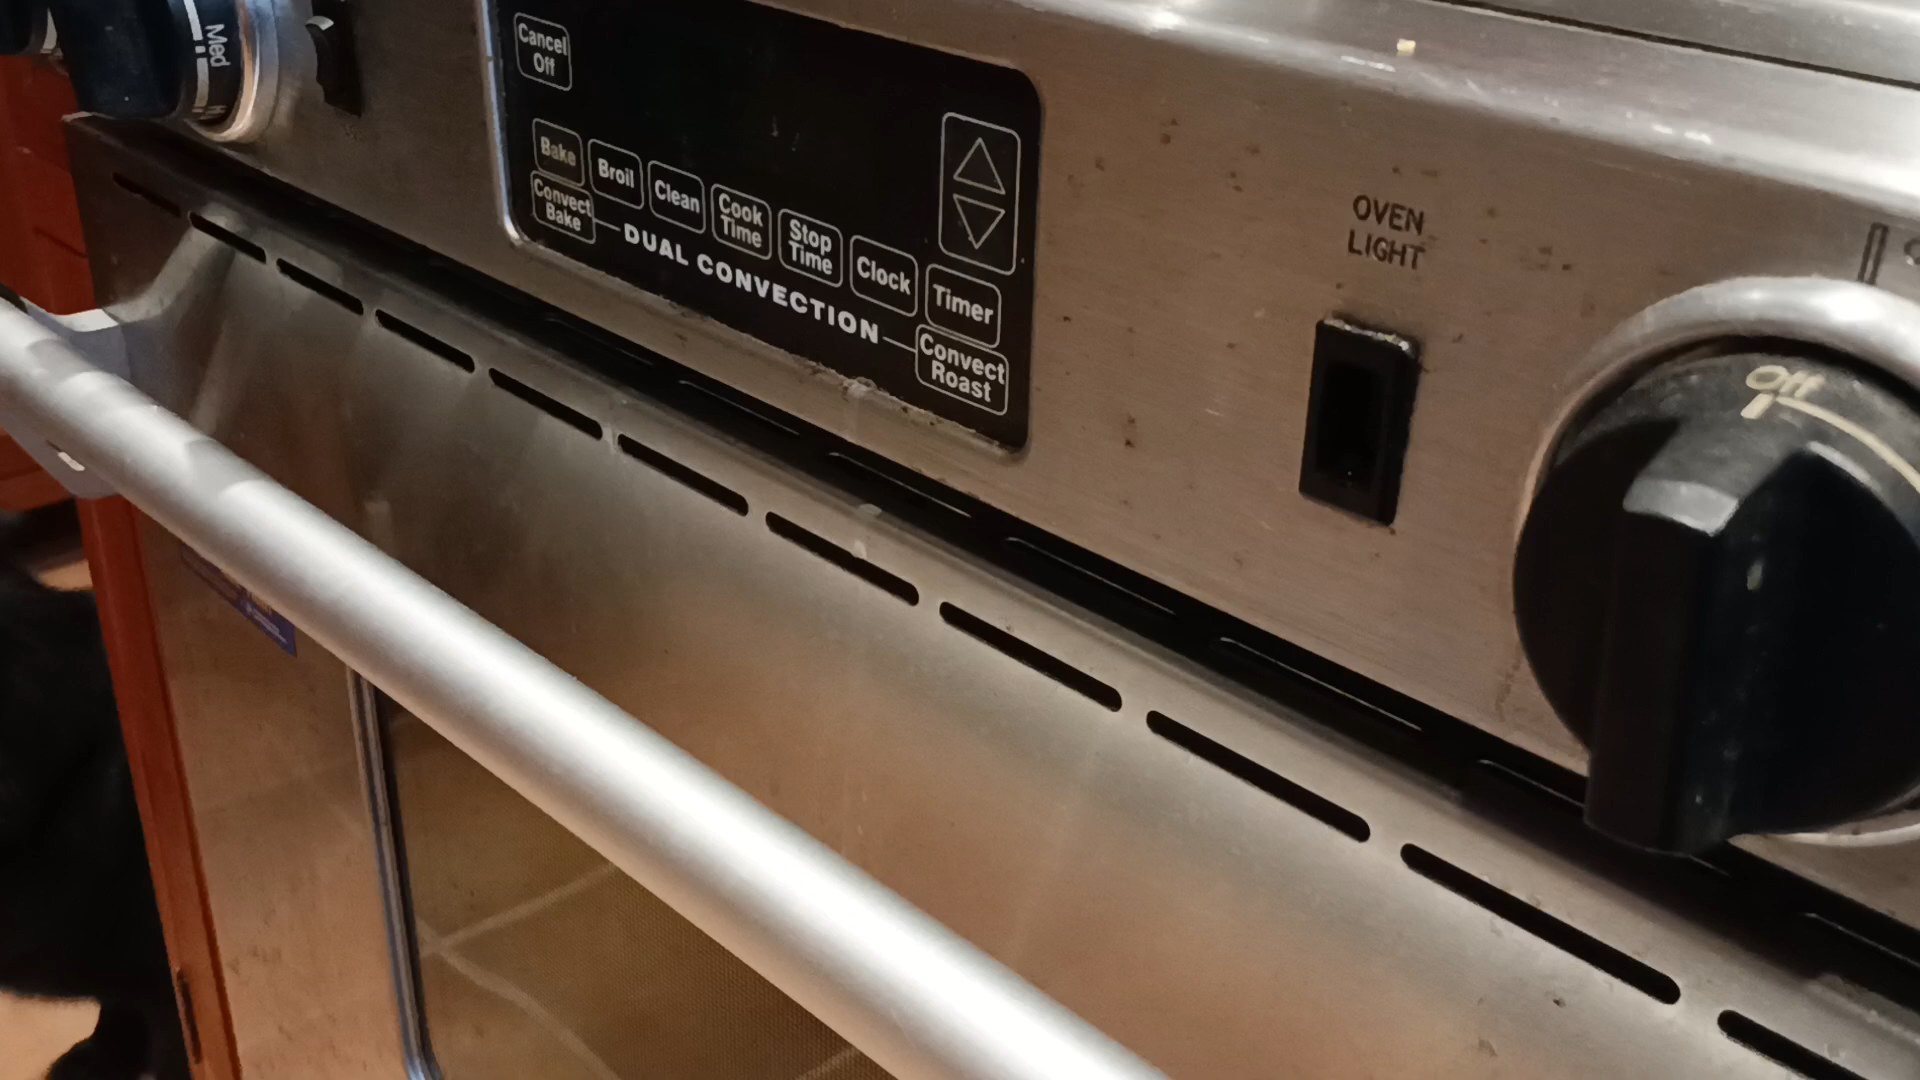 Med
Cancel
Off
Bake
Broil
Clean
Cook
Time
Stop
Time
Clock
Timer
Convect
Bake
DUAL CONVECTION
Convect
Roast
OVEN
LIGHT
Off